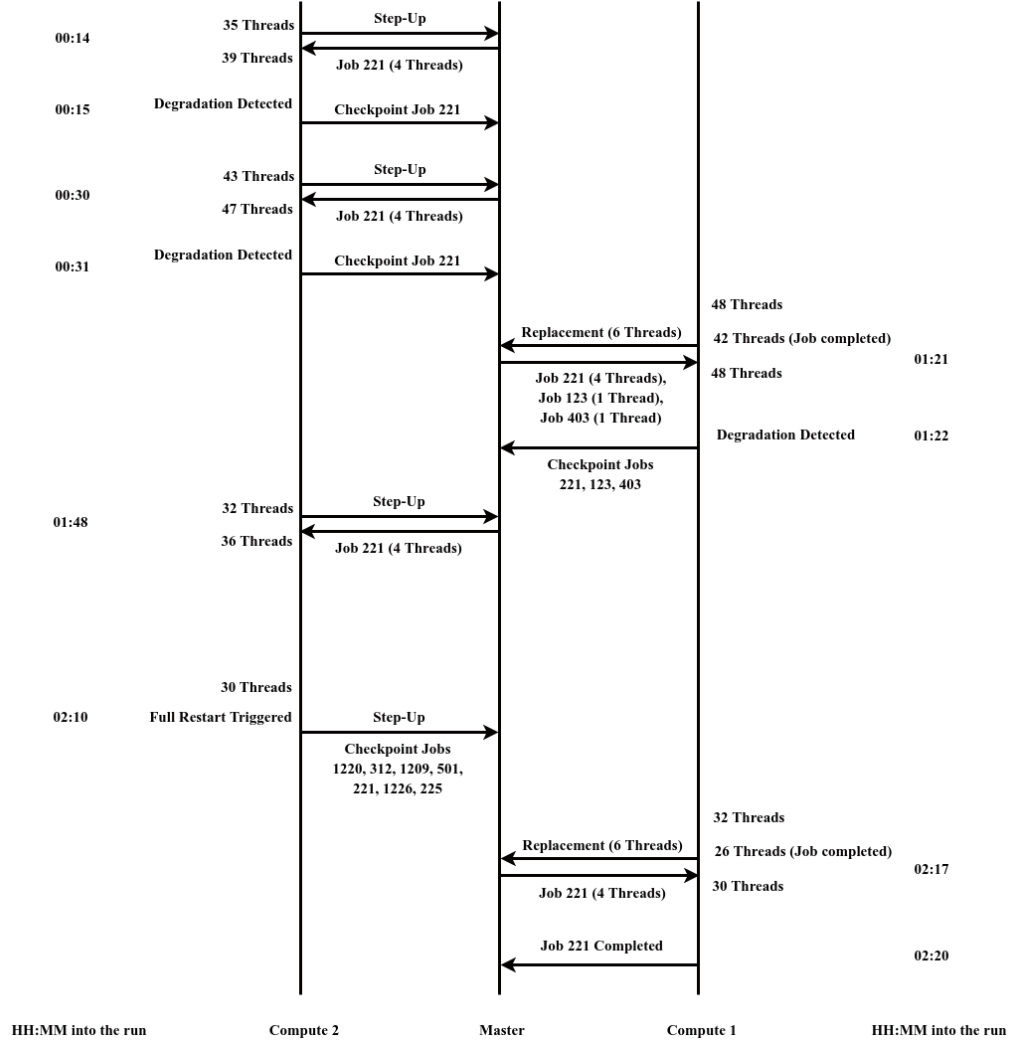 35 Threads
Step-Up
00:14
39 Threads
Job 221 (4 Threads)
Degradation Detected
00:15
Checkpoint Job 221
Step-Up
43 Threads
00:30
47 Threads
Job 221 (4 Threads)
Degradation Detected
00:31
Checkpoint Job 221
48 Threads
Replacement (6 Threads)
42 Threads (Job completed)
01:21
48 Threads
Job 221 (4 Threads),
Job 123 (1 Thread),
Job 403 (1 Thread)
Degradation Detected
01:22
Checkpoint Jobs
221, 123, 403
Step-Up
32 Threads
01:48
36 Threads
Job 221 (4 Threads)
30 Threads
02:10
Full Restart Triggered
Step-Up
Checkpoint Jobs
1220, 312, 1209, 501,
221, 1226, 225
32 Threads
Replacement (6 Threads)
26 Threads (Job completed)
02:17
30 Threads
Job 221 (4 Threads)
Job 221 Completed
02:20
HH:MM into the run
Compute 2
Master
Compute 1
HH:MM into the run